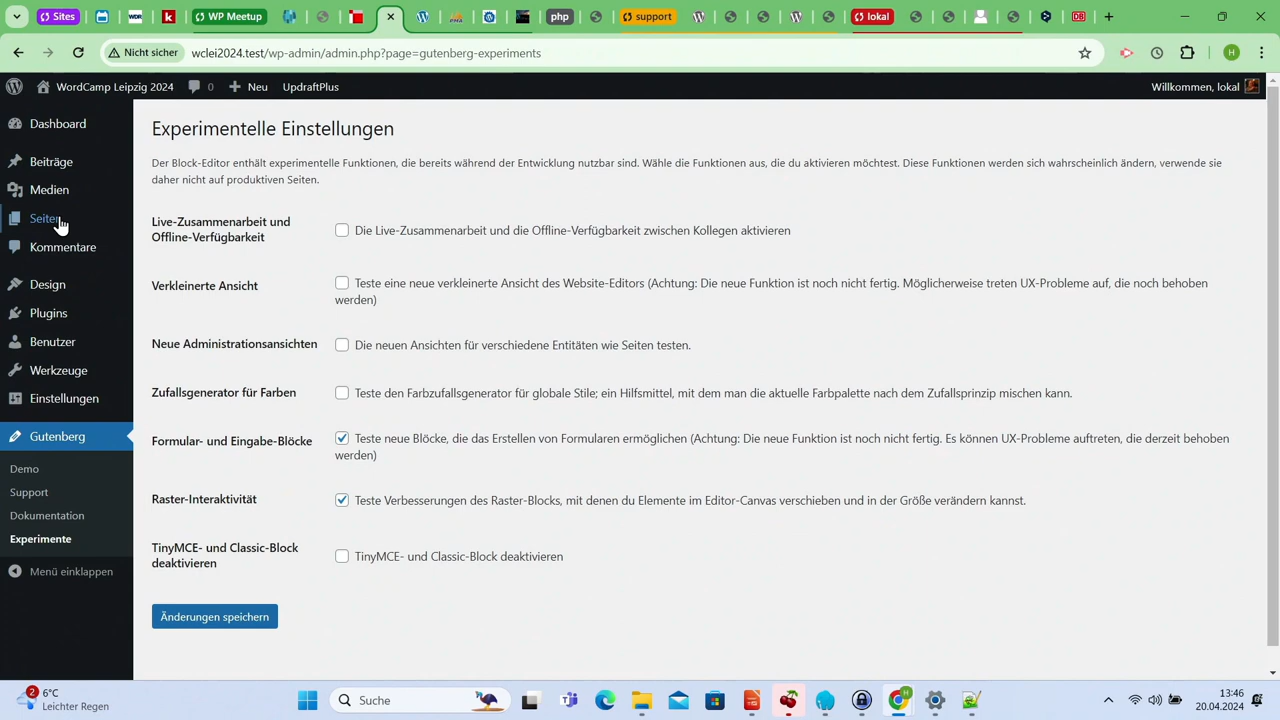 Sites
WP Meetup
php
support
lokal
Nicht sicher
wclei2024.test/wp-admin/admin.php?page=gutenberg-experiments
H
WordCamp Leipzig 2024
0
Neu
UpdraftPlus
Willkommen, lokal
Dashboard
Beiträge
Medien
Seiten
Kommentare
Design
Plugins
Benutzer
Werkzeuge
Einstellungen
Gutenberg
Demo
Support
Dokumentation
Experimente
Menü einklappen
Experimentelle Einstellungen
Der Block-Editor enthält experimentelle Funktionen, die bereits während der Entwicklung nutzbar sind. Wähle die Funktionen aus, die du aktivieren möchtest. Diese Funktionen werden sich wahrscheinlich ändern, verwende sie
daher nicht auf produktiven Seiten.
Live-Zusammenarbeit und
Offline-Verfügbarkeit
Die Live-Zusammenarbeit und die Offline-Verfügbarkeit zwischen Kollegen aktivieren
Verkleinerte Ansicht
Teste eine neue verkleinerte Ansicht des Website-Editors (Achtung: Die neue Funktion ist noch nicht fertig. Möglicherweise treten UX-Probleme auf, die noch behoben
werden)
Neue Administrationsansichten
Die neuen Ansichten für verschiedene Entitäten wie Seiten testen.
Zufallsgenerator für Farben
Teste den Farbzufallsgenerator für globale Stile; ein Hilfsmittel, mit dem man die aktuelle Farbpalette nach dem Zufallsprinzip mischen kann.
Formular- und Eingabe-Blöcke
Teste neue Blöcke, die das Erstellen von Formularen ermöglichen (Achtung: Die neue Funktion ist noch nicht fertig. Es können UX-Probleme auftreten, die derzeit behoben
werden)
Raster-Interaktivität
Teste Verbesserungen des Raster-Blocks, mit denen du Elemente im Editor-Canvas verschieben und in der Größe verändern kannst.
TinyMCE- und Classic-Block
deaktivieren
TinyMCE- und Classic-Block deaktivieren
Änderungen speichern
2
6°C
Leichter Regen
Suche
13:46
20.04.2024